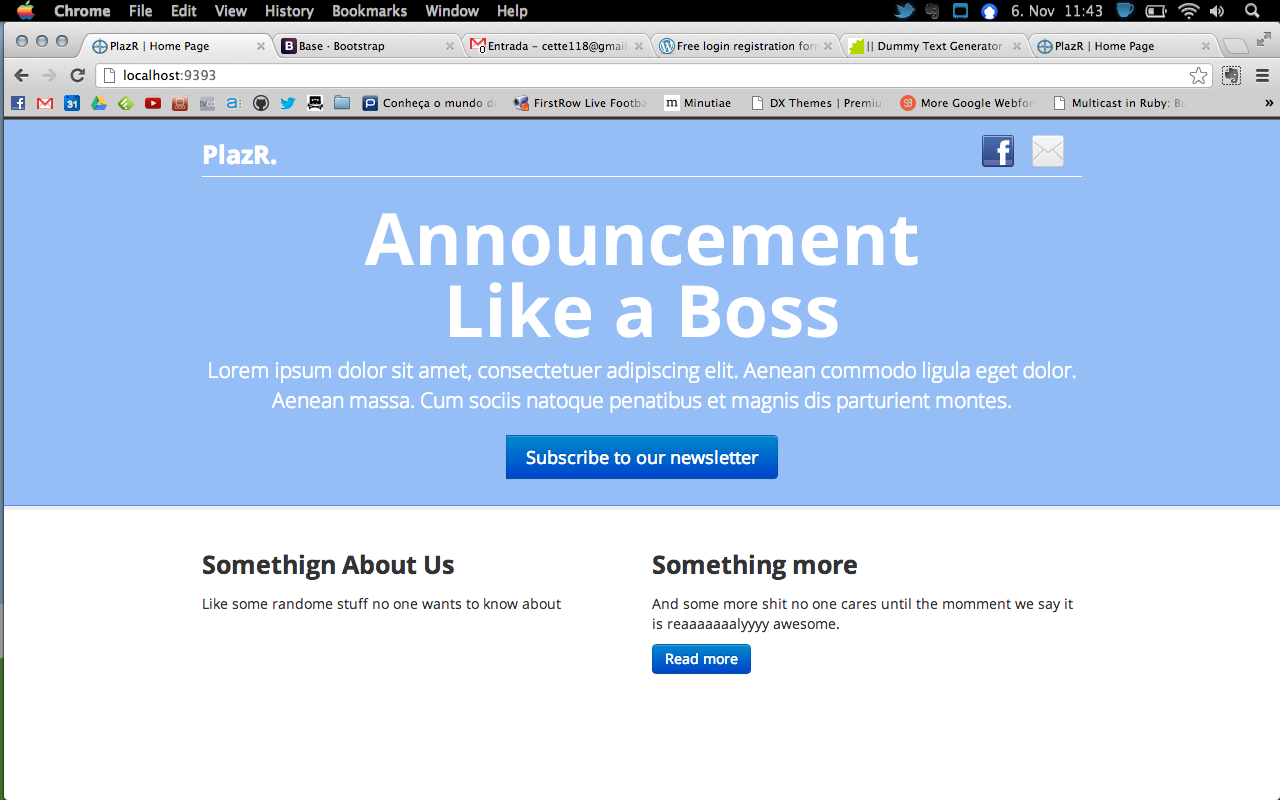 Chrome File Edit View History Bookmarks Window Help 6. Nov 11:43
PlazR | Home Page Base · Bootstrap Entrada – cette118@gmail Free login registration form || Dummy Text Generator PlazR | Home Page
localhost:9393
31 Conheça o mundo de FirstRow Live Footba m Minutiae DX Themes | Premiu More Google Webfon Multicast in Ruby: Bu »
PlazR.
Announcement
Like a Boss
Lorem ipsum dolor sit amet, consectetuer adipiscing elit. Aenean commodo ligula eget dolor.
Aenean massa. Cum sociis natoque penatibus et magnis dis parturient montes.
Subscribe to our newsletter
Somethign About Us
Like some randome stuff no one wants to know about
Something more
And some more shit no one cares until the momment we say it
is reaaaaaaalyyyy awesome.
Read more